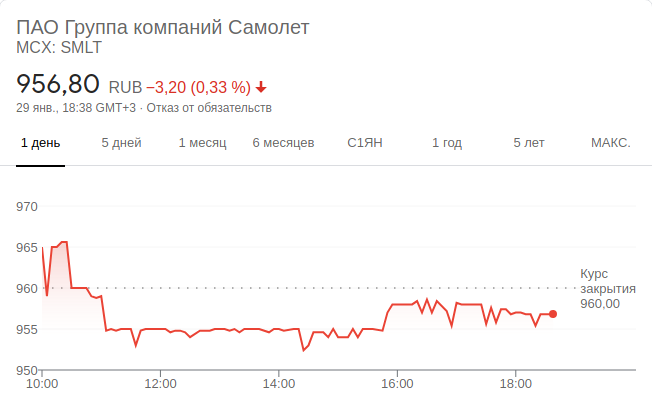 ПАО Группа компаний Самолет
MCX: SMLT
956,80 RUB −3,20 (0,33 %)
29 янв., 18:38 GMT+3 · Отказ от обязательств
1 день 5 дней 1 месяц 6 месяцев С1ЯН 1 год 5 лет МАКС.
970
965
960
955
950
Курс
закрытия
960,00
10:00 12:00 14:00 16:00 18:00